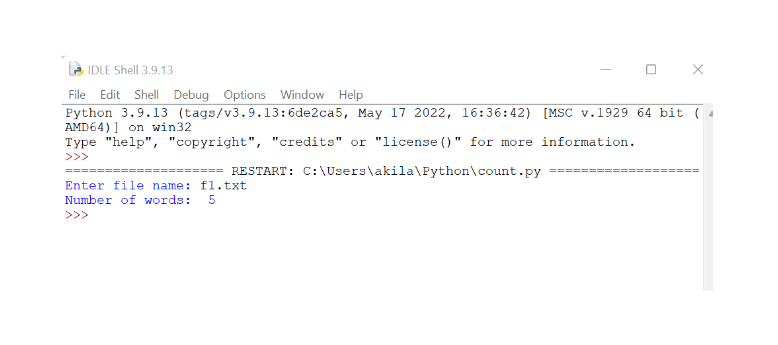 IDLE Shell 3.9.13
File Edit Shell Debug Options Window Help
Python 3.9.13 (tags/v3.9.13:6de2ca5, May 17 2022, 16:36:42) [MSC v.1929 64 bit (
AMD64)] on win32
Type "help", "copyright", "credits" or "license()" for more information.
>>>
==================== RESTART: C:\Users\akila\Python\count.py ===================
Enter file name: f1.txt
Number of words:  5
>>>